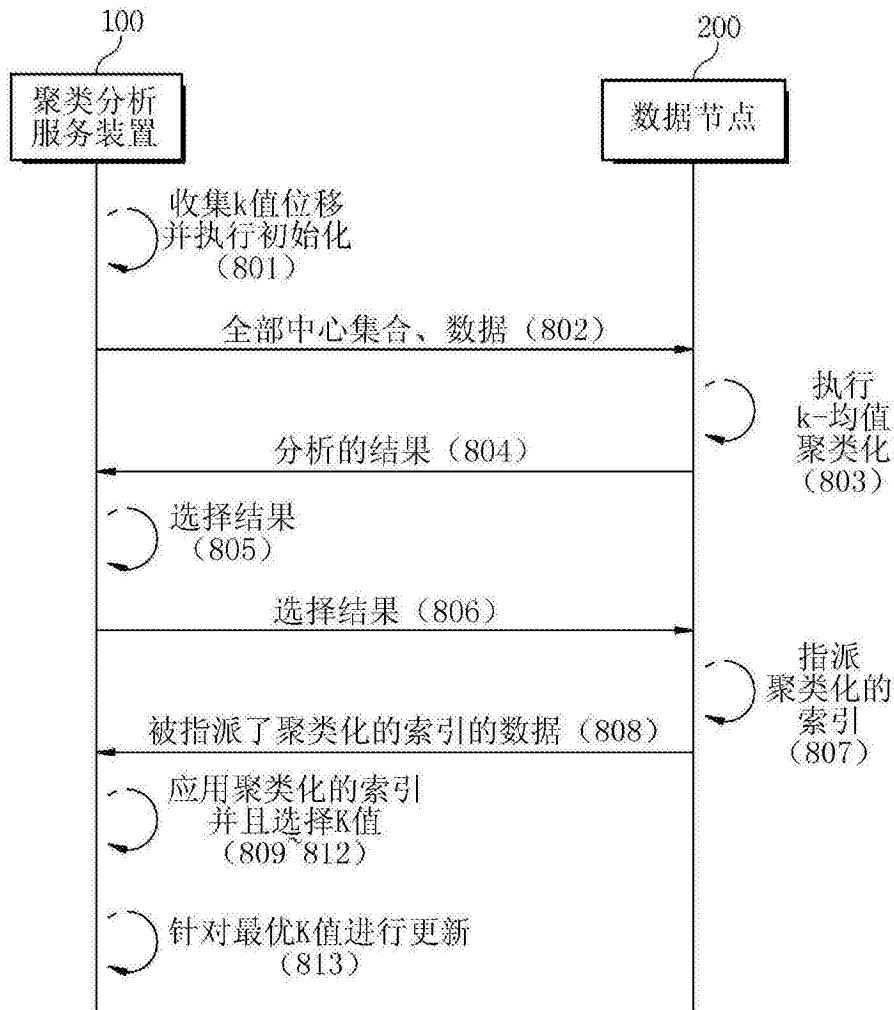 100
200
聚类分析
服务装置
数据节点
收集k值位移
并执行初始化
(801)
全部中心集合、数据(802)
执行
k-均值
聚类化
(803)
分析的结果(804)
选择结果
(805)
选择结果(806)
指派
聚类化的
索引
(807)
被指派了聚类化的索引的数据(808)
应用聚类化的索引
并且选择K值
(809~812)
针对最优K值进行更新
(813)